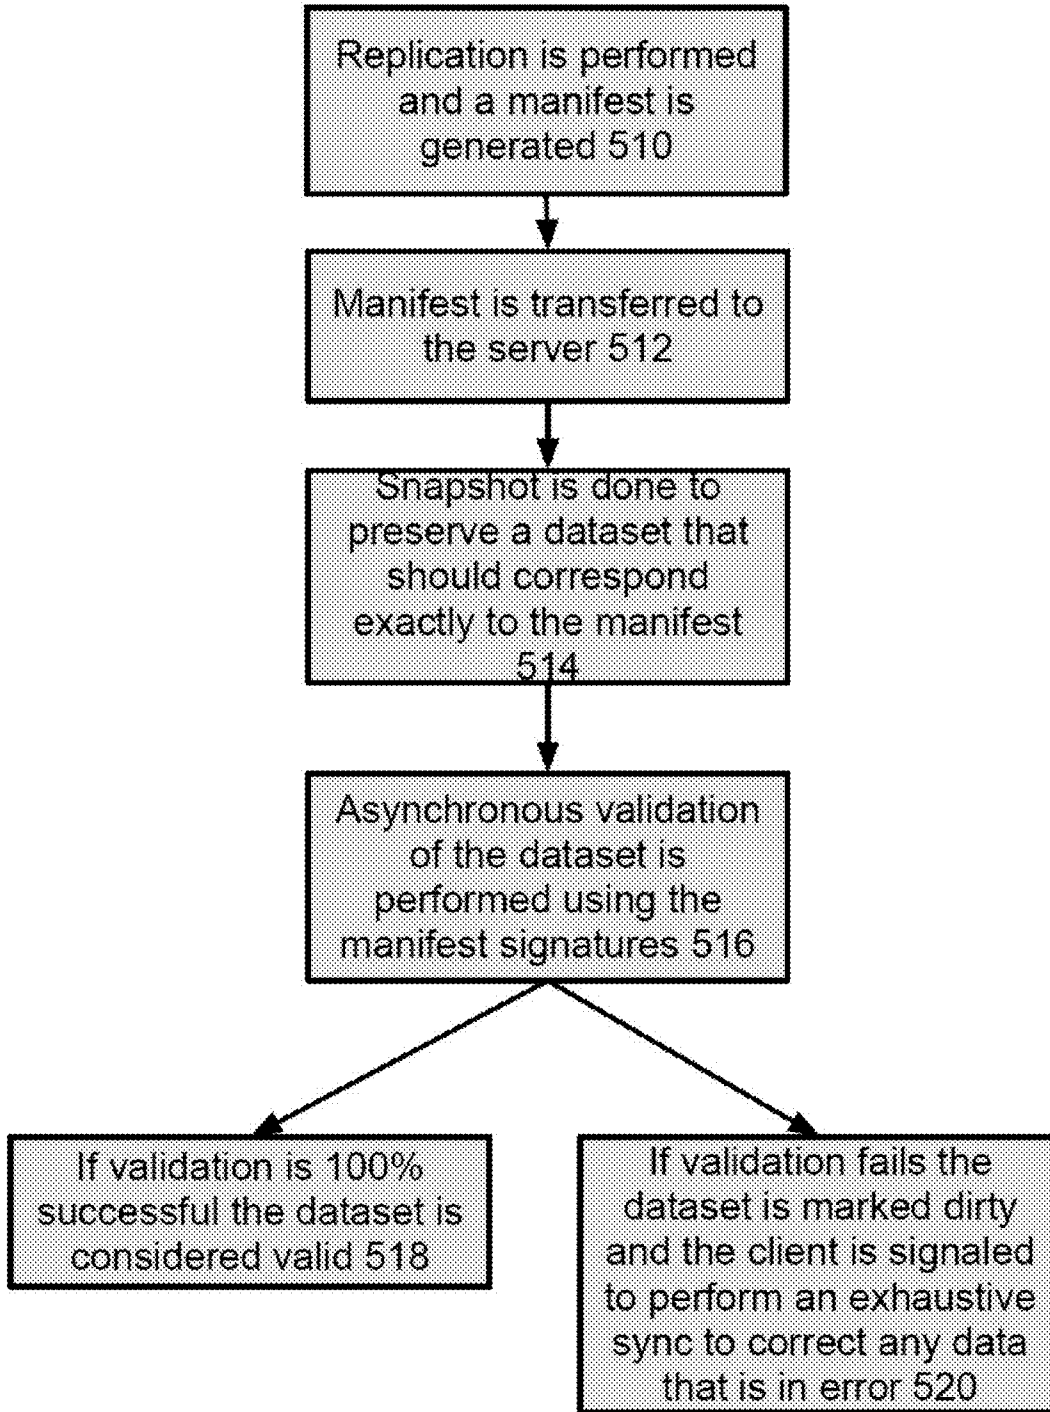 Replication is performed
and a manifest is
generated 510
Manifest is transferred to
the server 512
Snapshot is done to
preserve a dataset that
should correspond
exactly to the manifest
514
Asynchronous validation
of the dataset is
performed using the
manifest signatures 516
If validation is 100%
successful the dataset is
considered valid 518
If validation fails the
dataset is marked dirty
and the client is signaled
to perform an exhaustive
sync to correct any data
that is in error 520